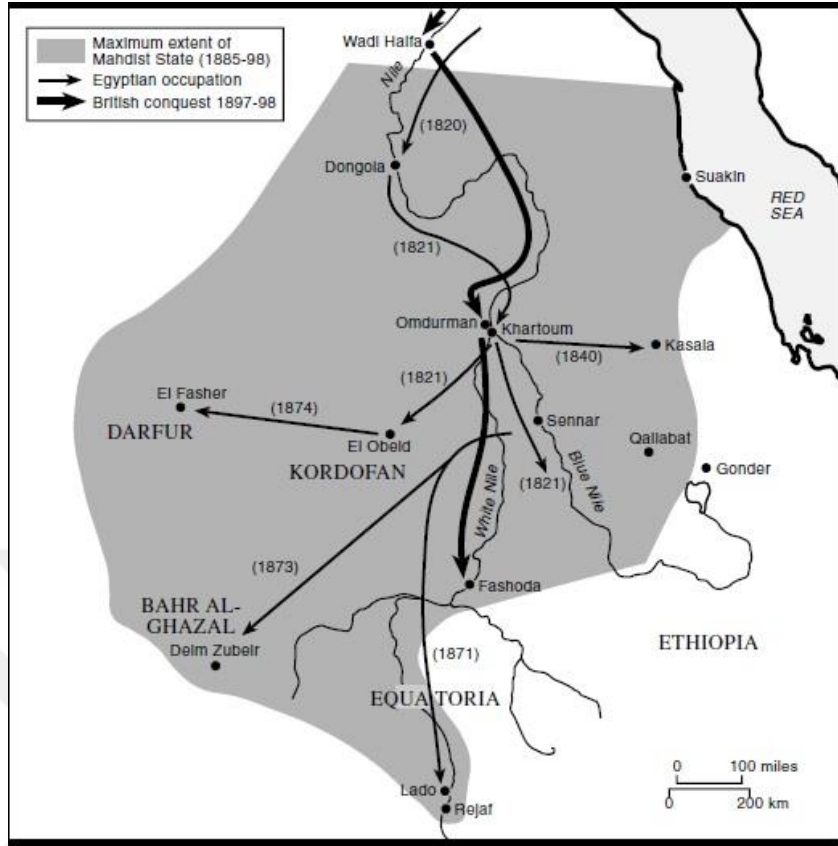 Maximum extent of
Mahdist State (1885-98)
Egyptian occupation
British conquest 1897-98
Wadi Halfa
Nile
(1820)
Dongola
Suakin
RED
SEA
(1821)
Omdurman
Khartoum
(1840)
Kasala
(1821)
El Fasher
(1874)
DARFUR
El Obeid
KORDOFAN
Sennar
Qallabat
Gonder
(1821)
Blue Nile
White Nile
(1873)
Fashoda
BAHR AL-
GHAZAL
Deim Zubeir
ETHIOPIA
(1871)
EQUATORIA
Lado
Rejaf
0 100 miles
0 200 km